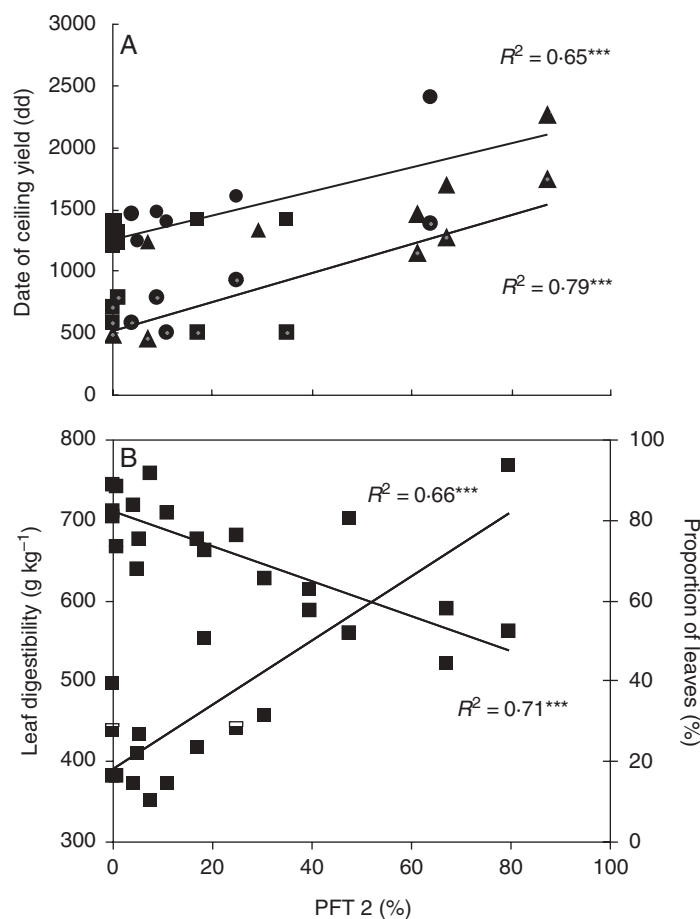 A
R² = 0·65***
R² = 0·79***
Date of ceiling yield (dd)
3000
2500
2000
1500
1000
500
0
B
R² = 0·66***
R² = 0·71***
Leaf digestibility (g kg⁻¹)
800
700
600
500
400
300
Proportion of leaves (%)
100
80
60
40
20
0
0 20 40 60 80 100
PFT 2 (%)